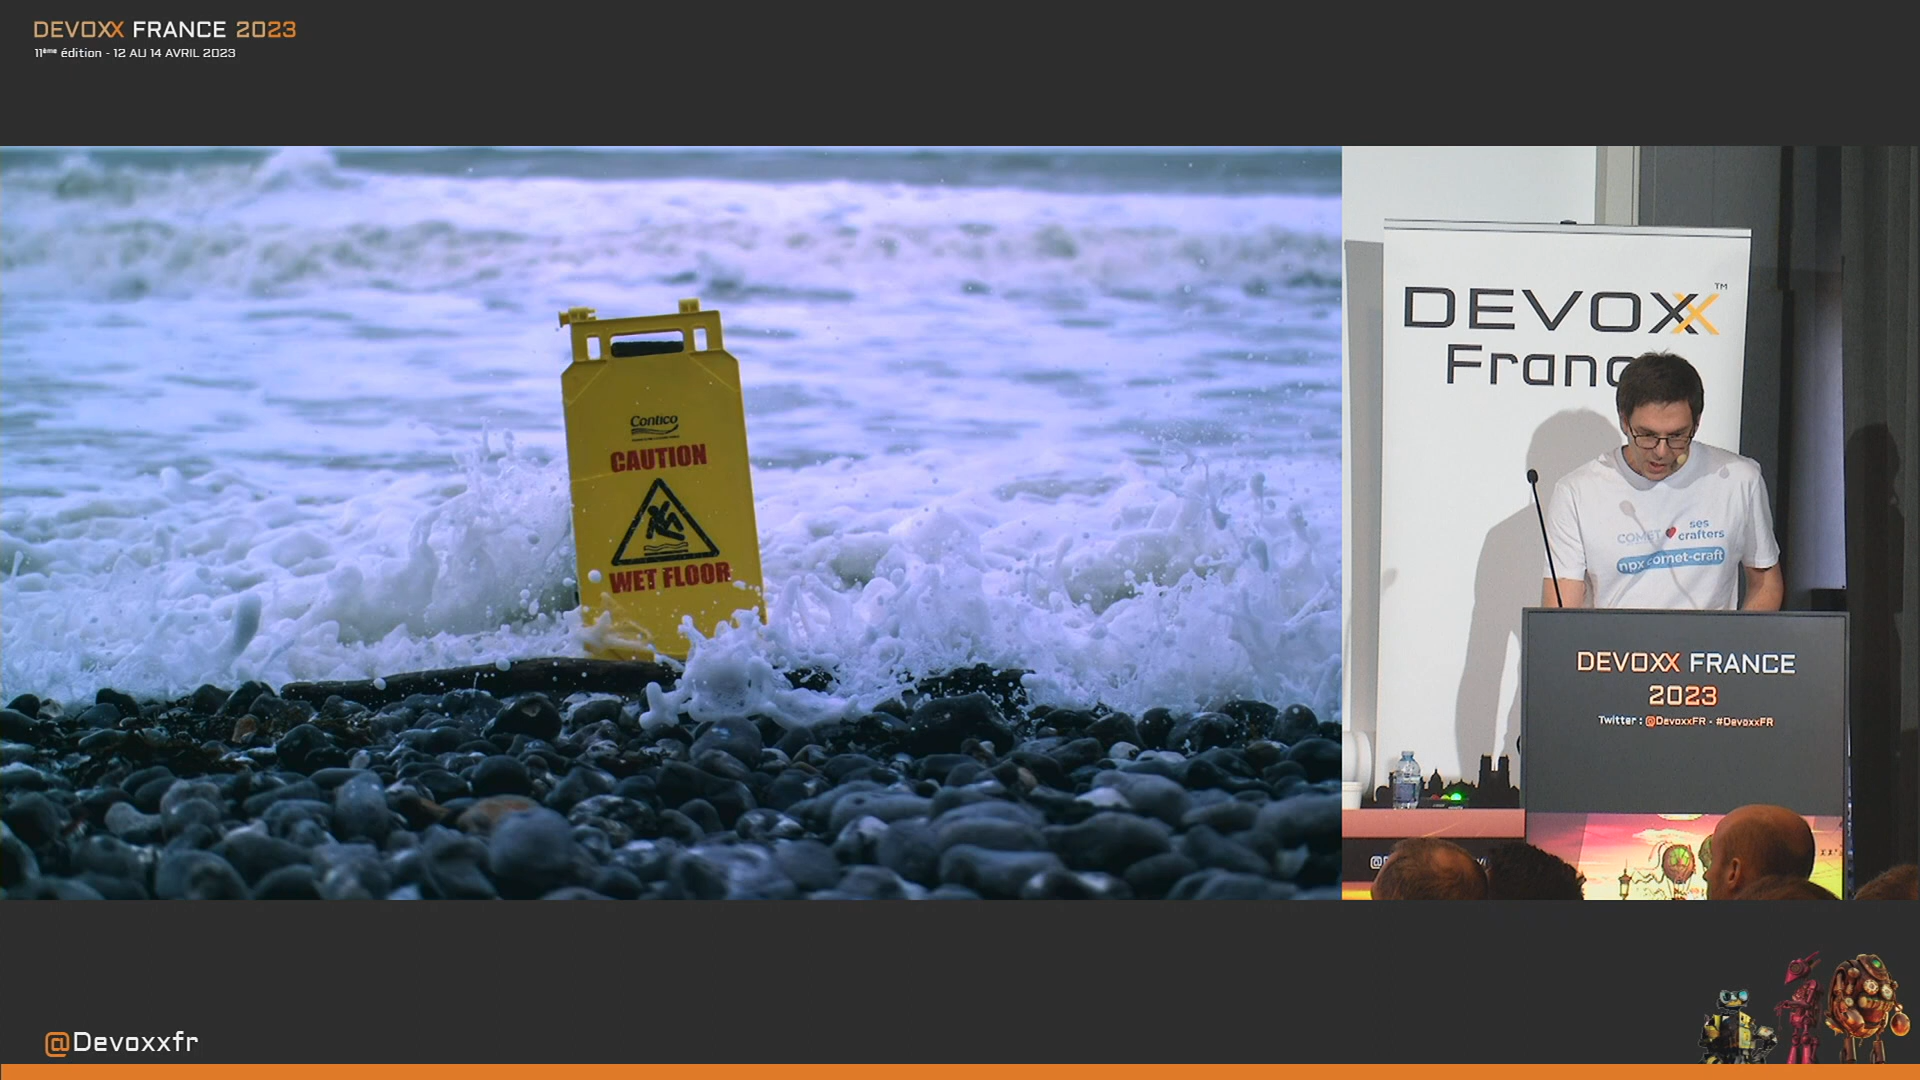 DEVOXX FRANCE 2023
11ème édition - 12 AU 14 AVRIL 2023
Contico
CAUTION
WET FLOOR
DEVOXX™
Franc
COMET ses
crafters
npx comet-craft
DEVOXX FRANCE
2023
Twitter : @DevoxxFR - #DevoxxFR
@Devoxxfr